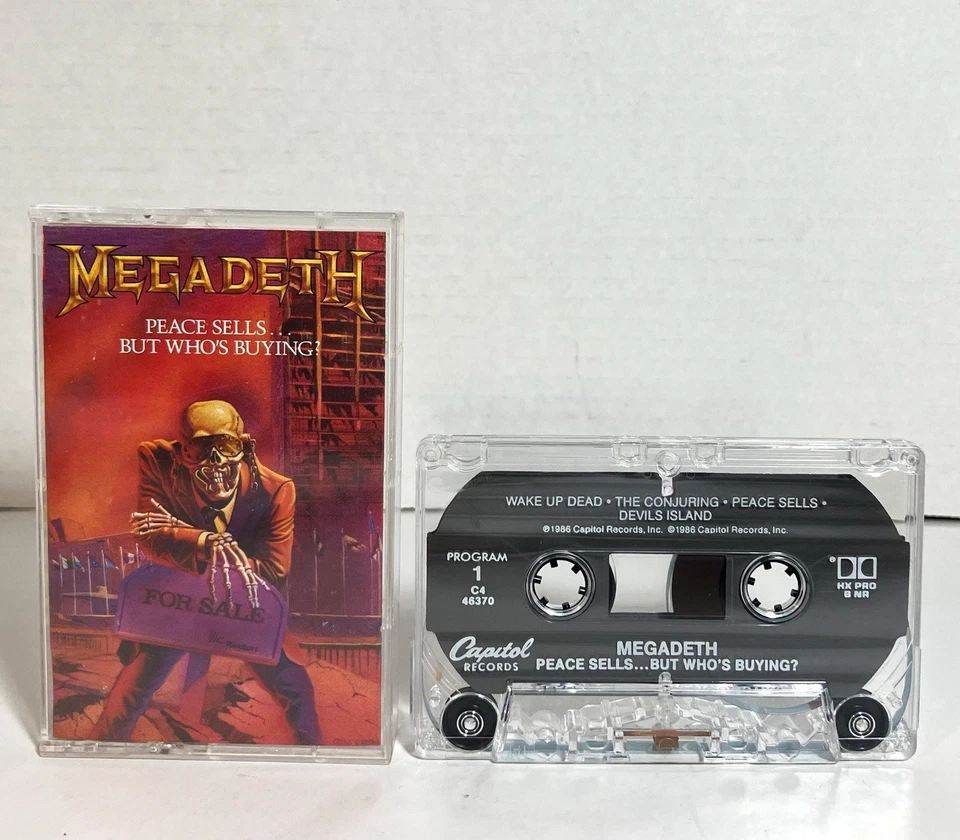 MEGADETH
PEACE SELLS...
BUT WHO'S BUYING?
FOR SALE
WAKE UP DEAD • THE CONJURING • PEACE SELLS •
DEVILS ISLAND
℗1986 Capitol Records, Inc. ©1986 Capitol Records, Inc.
PROGRAM
1
C4
46370
HX PRO
B NR
Capitol
RECORDS
MEGADETH
PEACE SELLS...BUT WHO'S BUYING?